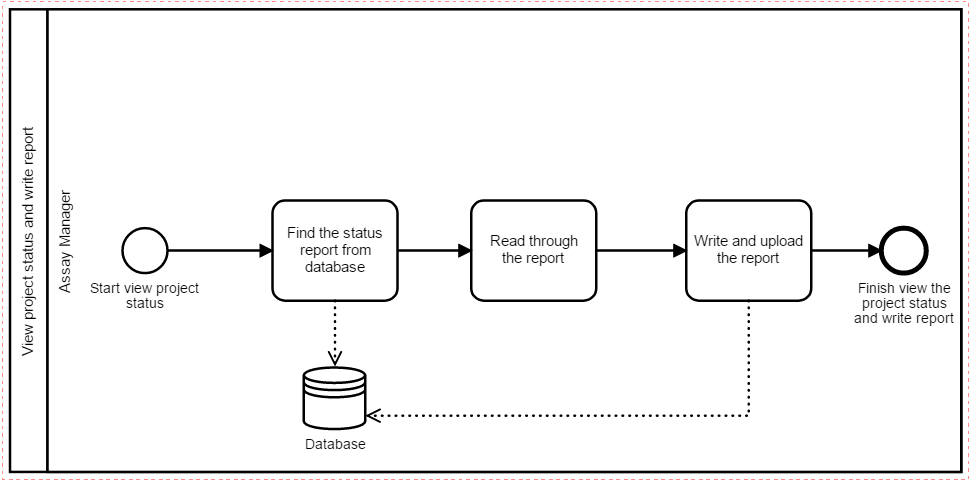 View project status and write report
Assay Manager
Start view project
status
Find the status
report from
database
Read through
the report
Write and upload
the report
Finish view the
project status
and write report
Database